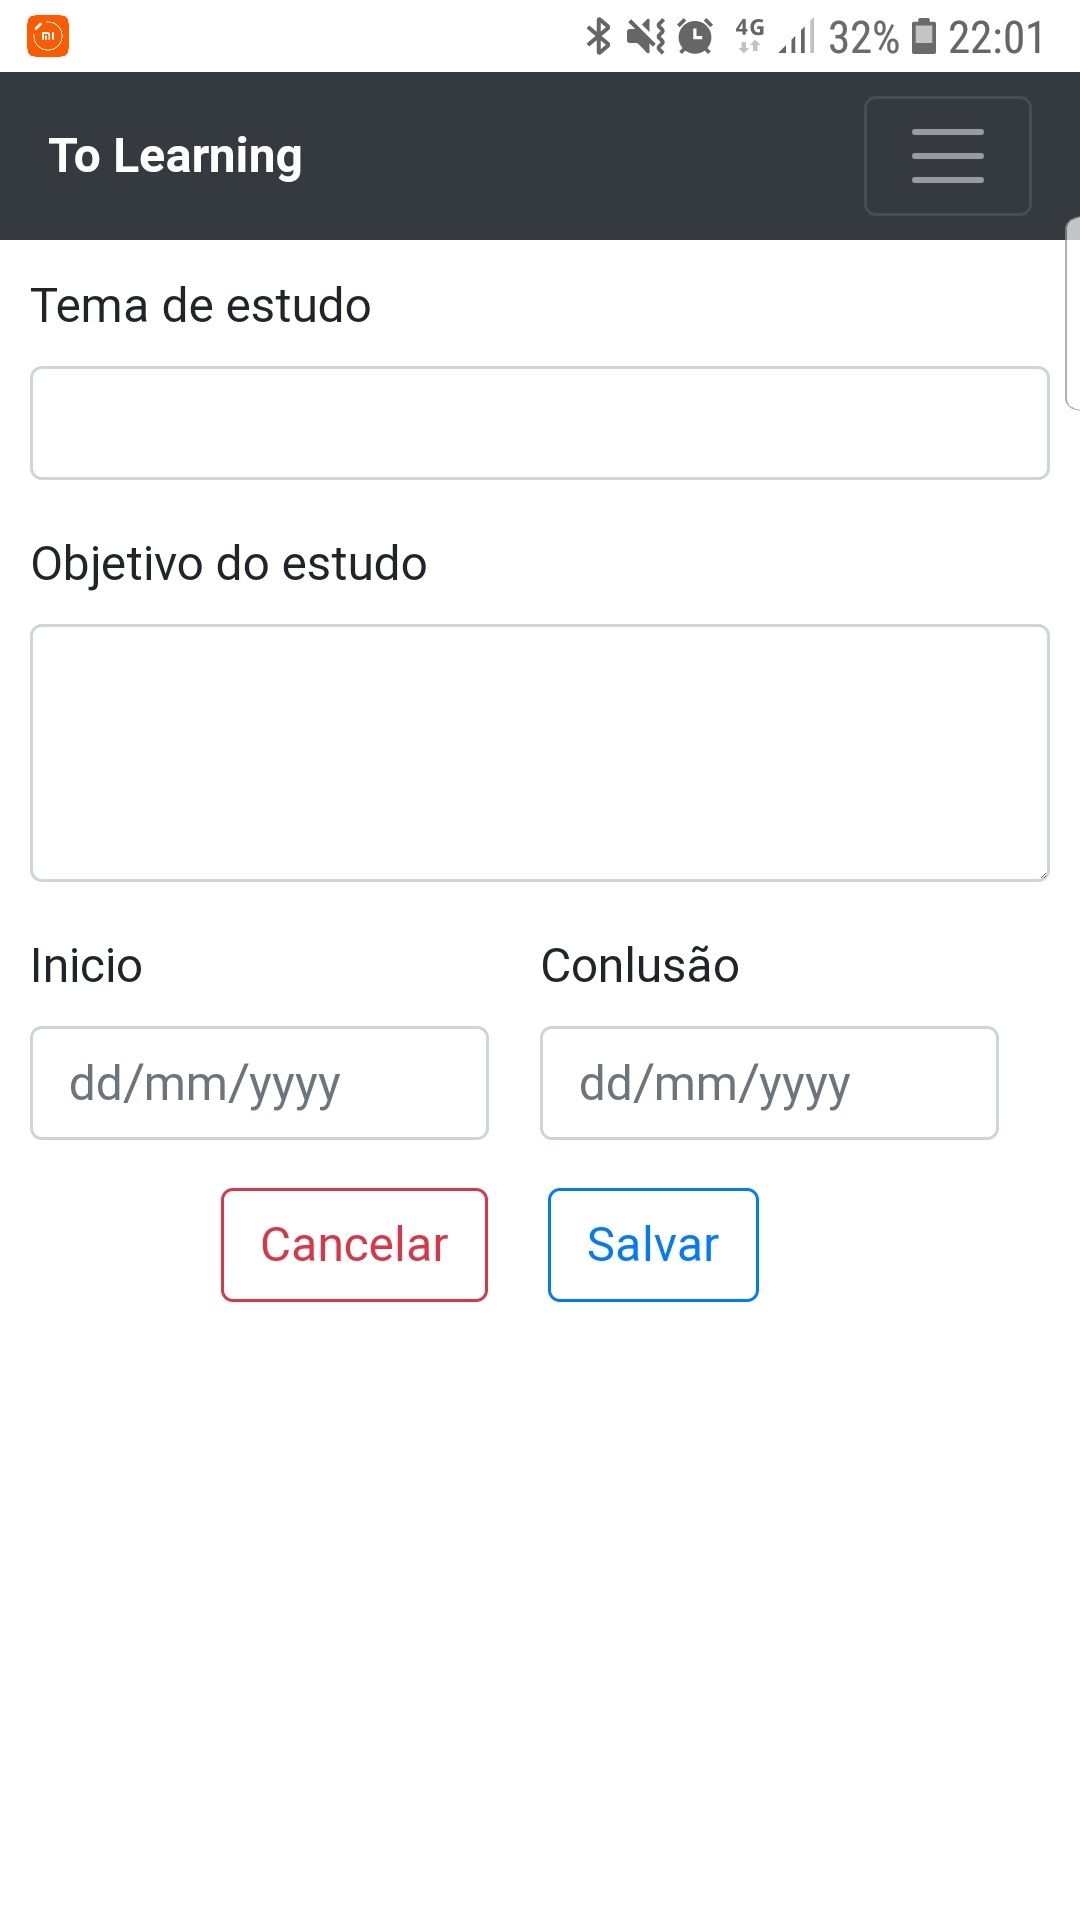 4G 32% 22:01
To Learning
Tema de estudo
Objetivo do estudo
Inicio Conlusão
dd/mm/yyyy dd/mm/yyyy
Cancelar Salvar